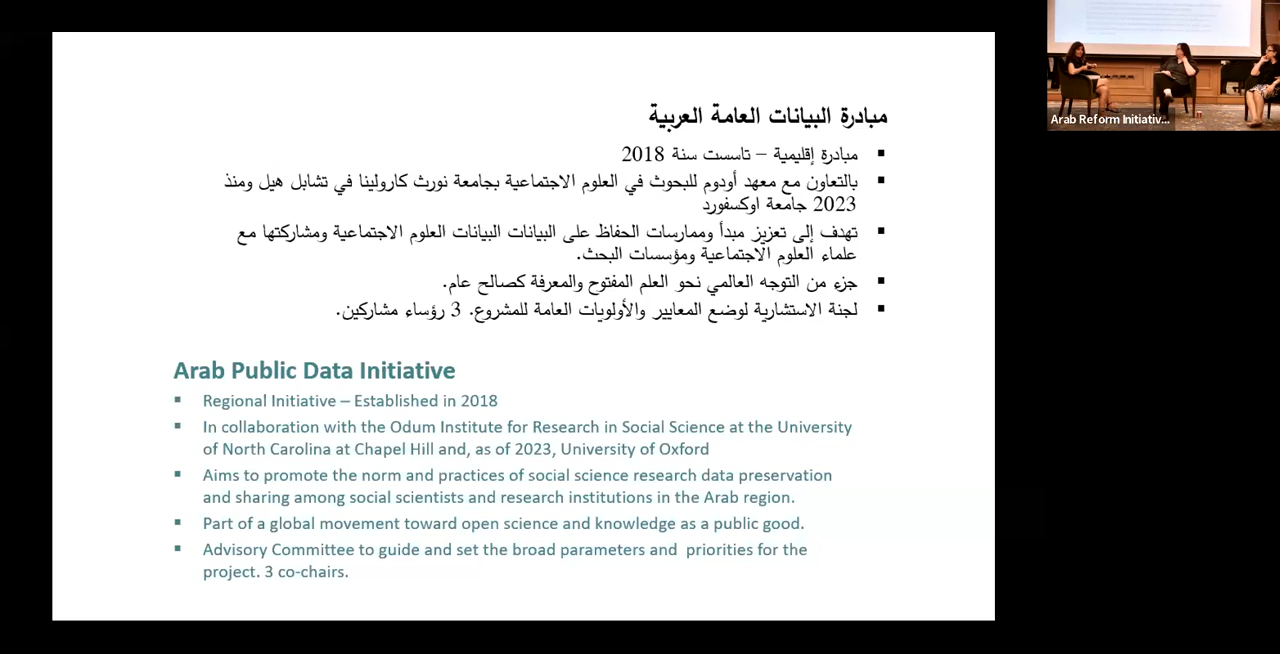 مبادرة البيانات العامة العربية
▪ مبادرة إقليمية – تاسست سنة 2018
▪ بالتعاون مع معهد أودوم للبحوث في العلوم الاجتماعية بجامعة نورث كارولينا في تشابل هيل ومنذ
2023 جامعة اوكسفورد
▪ تهدف إلى تعزيز مبدأ وممارسات الحفاظ على البيانات البيانات العلوم الاجتماعية ومشاركتها مع
علماء العلوم الاجتماعية ومؤسسات البحث.
▪ جزء من التوجه العالمي نحو العلم المفتوح والمعرفة كصالح عام.
▪ لجنة الاستشارية لوضع المعايير والأولويات العامة للمشروع. 3 رؤساء مشاركين.
Arab Public Data Initiative
▪ Regional Initiative – Established in 2018
▪ In collaboration with the Odum Institute for Research in Social Science at the University
of North Carolina at Chapel Hill and, as of 2023, University of Oxford
▪ Aims to promote the norm and practices of social science research data preservation
and sharing among social scientists and research institutions in the Arab region.
▪ Part of a global movement toward open science and knowledge as a public good.
▪ Advisory Committee to guide and set the broad parameters and priorities for the
project. 3 co-chairs.
Arab Reform Initiativ...